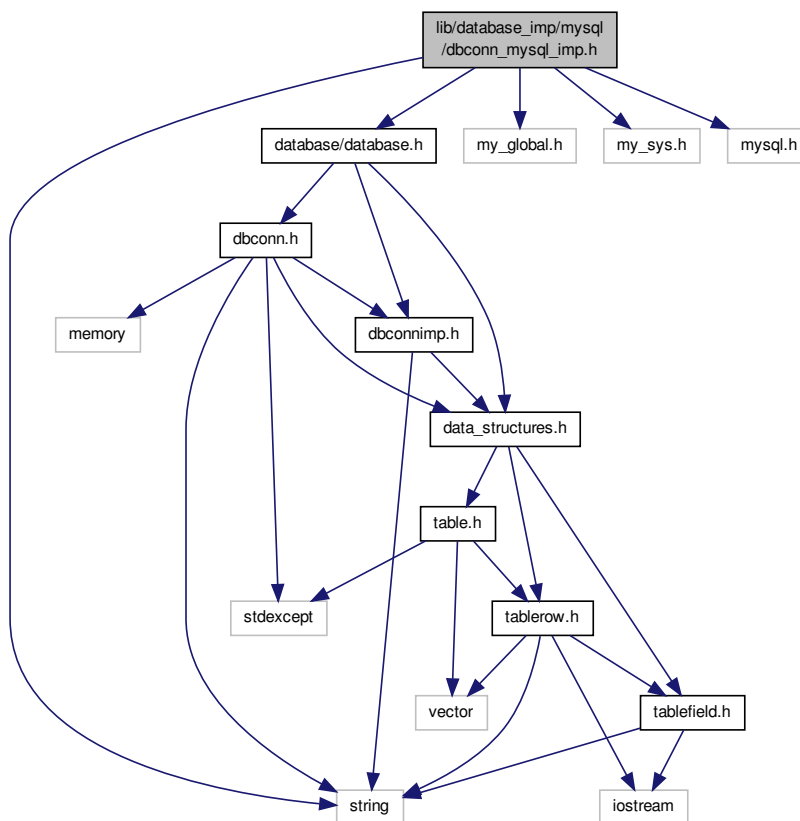 lib/database_imp/mysql
/dbconn_mysql_imp.h
database/database.h
my_global.h
my_sys.h
mysql.h
dbconn.h
memory
dbconnimp.h
data_structures.h
table.h
stdexcept
tablerow.h
vector
tablefield.h
string
iostream